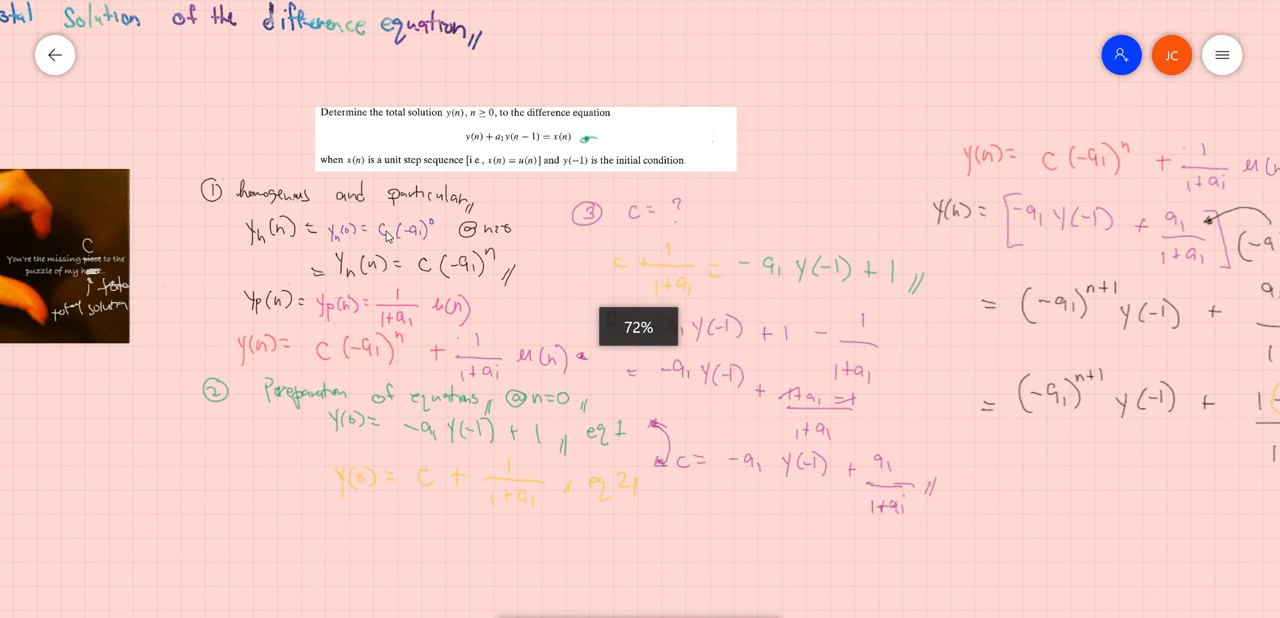 otal Solution of the difference equation,,
JC
Determine the total solution y(n), n ≥ 0, to the difference equation
y(n) + a₁y(n − 1) = x(n)
when x(n) is a unit step sequence [i e, x(n) = u(n)] and y(−1) is the initial condition.
C
You're the missing piece to the
puzzle of my heart
total solution
① homogenous and particular,,
yh(n) = yh(0) = C (-a₁)⁰ @ n=0
= yh(n) = C (-a₁)ⁿ //
yp(n) = yp(n) = 1/(1+a₁) u(n)
y(n) = C (-a₁)ⁿ + 1/(1+a₁) u(n)
② Preparation of equations,, @n=0 ,,
y(0) = -a₁ y(-1) + 1 ,, eq 1
y(0) = C + 1/(1+a₁) ,, eq 2,
③ C = ?
C + 1/(1+a₁) = -a₁ y(-1) + 1 //
72%
y(-1) + 1 - 1/(1+a₁)
= -a₁ y(-1) + (1+a₁-1)/(1+a₁)
C = -a₁ y(-1) + a₁/(1+a₁) //
y(n) = C (-a₁)ⁿ + 1/(1+a₁) u(n
y(n) = [-a₁ y(-1) + a₁/(1+a₁)] (-a
= (-a₁)ⁿ⁺¹ y(-1) +
= (-a₁)ⁿ⁺¹ y(-1) +